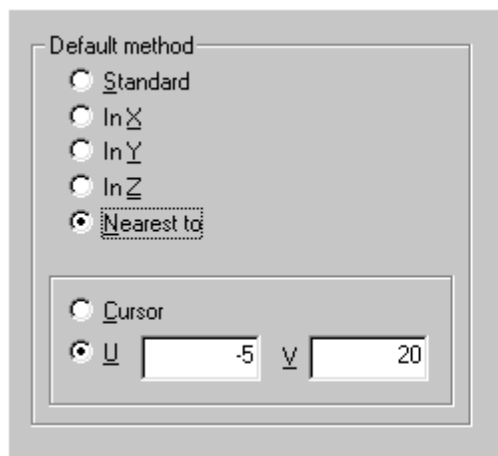 Default method
Standard
In X
In Y
In Z
Nearest to
Cursor
U -5 V 20